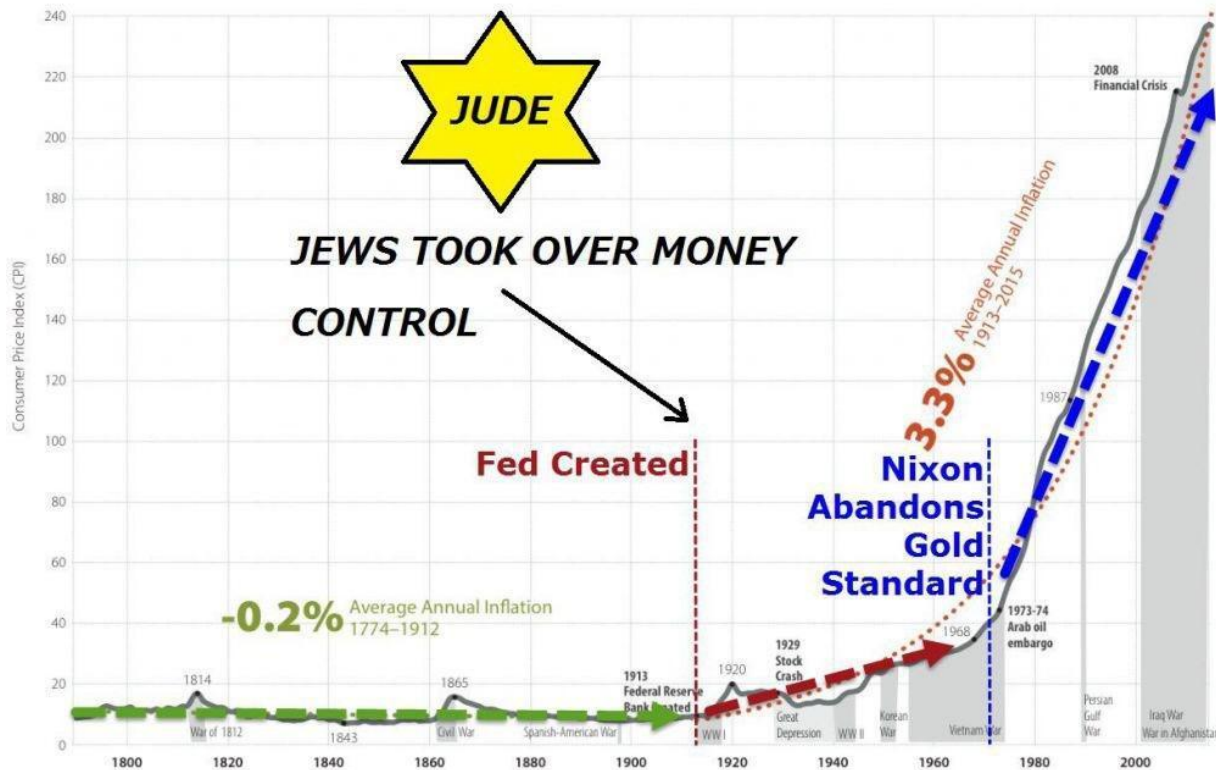 240
220
200
180
160
140
120
100
80
60
40
20
0
Consumer Price Index (CPI)
JUDE
JEWS TOOK OVER MONEY
CONTROL
2008
Financial Crisis
3.3% Average Annual Inflation
1913–2015
1987
Fed Created
Nixon
Abandons
Gold
Standard
-0.2% Average Annual Inflation
1774–1912
1973-74
Arab oil
embargo
1968
1929
Stock
Crash
1920
1913
Federal Reserve
Bank Created
1865
1814
1843
War of 1812
Civil War
Spanish-American War
WW I
Great
Depression
WW II
Korean
War
Vietnam War
Persian
Gulf
War
Iraq War
War in Afghanistan
1800
1820
1840
1860
1880
1900
1920
1940
1960
1980
2000